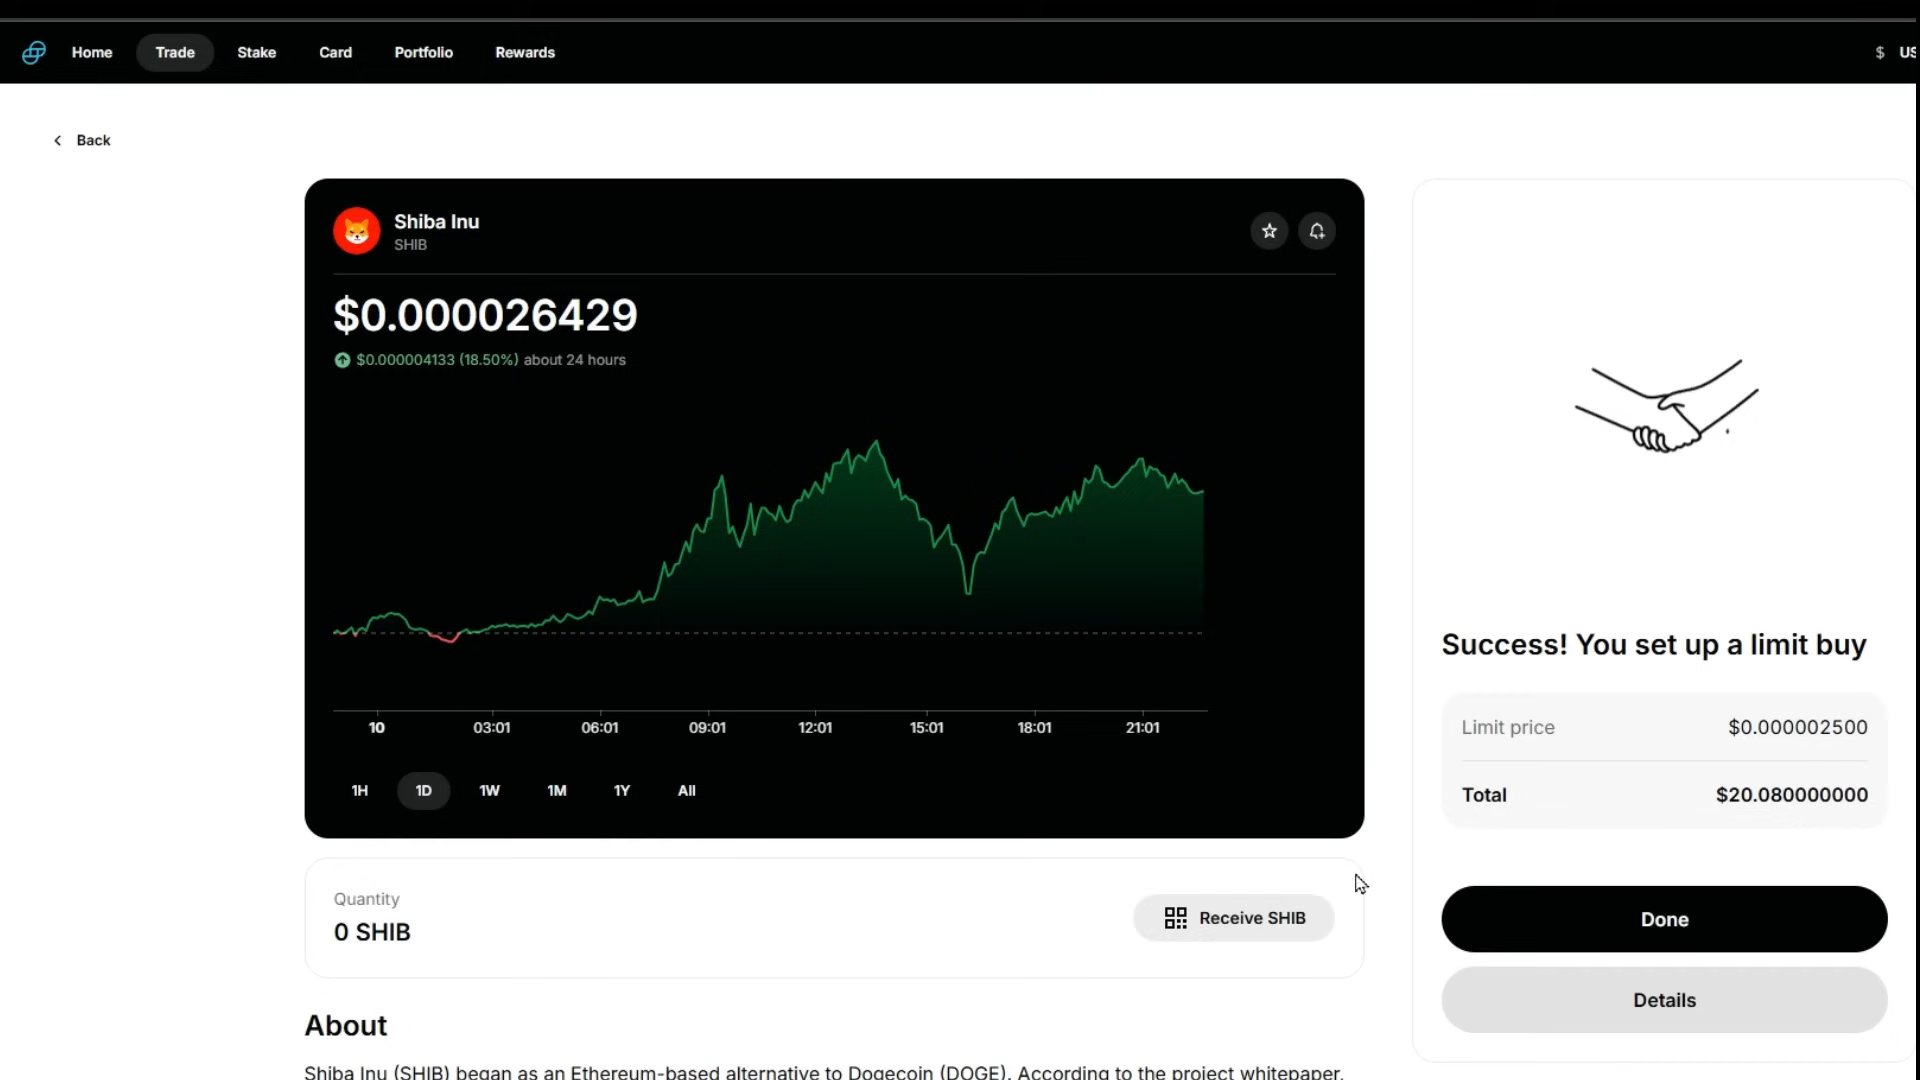 Home Trade Stake Card Portfolio Rewards $ US
Back
Shiba Inu
SHIB
$0.000026429
$0.000004133 (18.50%) about 24 hours
10 03:01 06:01 09:01 12:01 15:01 18:01 21:01
1H 1D 1W 1M 1Y All
Quantity
0 SHIB
Receive SHIB
About
Shiba Inu (SHIB) began as an Ethereum-based alternative to Dogecoin (DOGE). According to the project whitepaper,
Success! You set up a limit buy
Limit price $0.000002500
Total $20.080000000
Done
Details